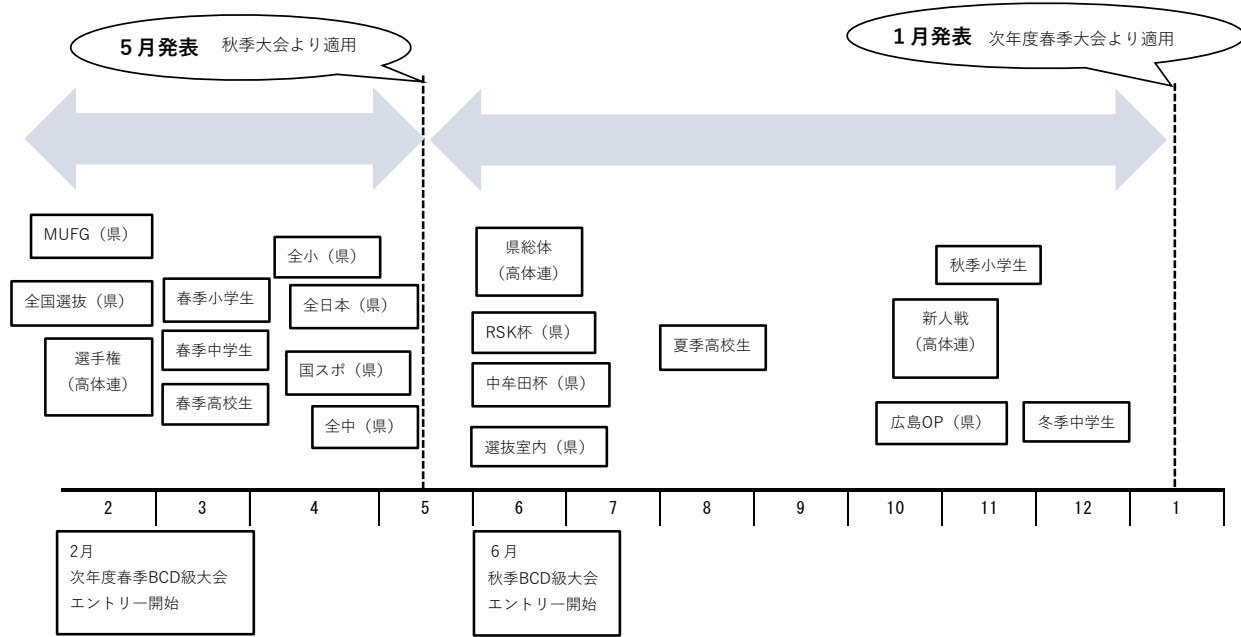 5月発表 秋季大会より適用
1月発表 次年度春季大会より適用
MUFG（県）
全国選抜（県）
選手権
(高体連)
春季小学生
春季中学生
春季高校生
全小（県）
全日本（県）
国スポ（県）
全中（県）
県総体
(高体連)
RSK杯（県）
中牟田杯（県）
選抜室内（県）
夏季高校生
秋季小学生
新人戦
(高体連)
広島OP（県）
冬季中学生
2 3 4 5 6 7 8 9 10 11 12 1
2月
次年度春季BCD級大会
エントリー開始
６月
秋季BCD級大会
エントリー開始